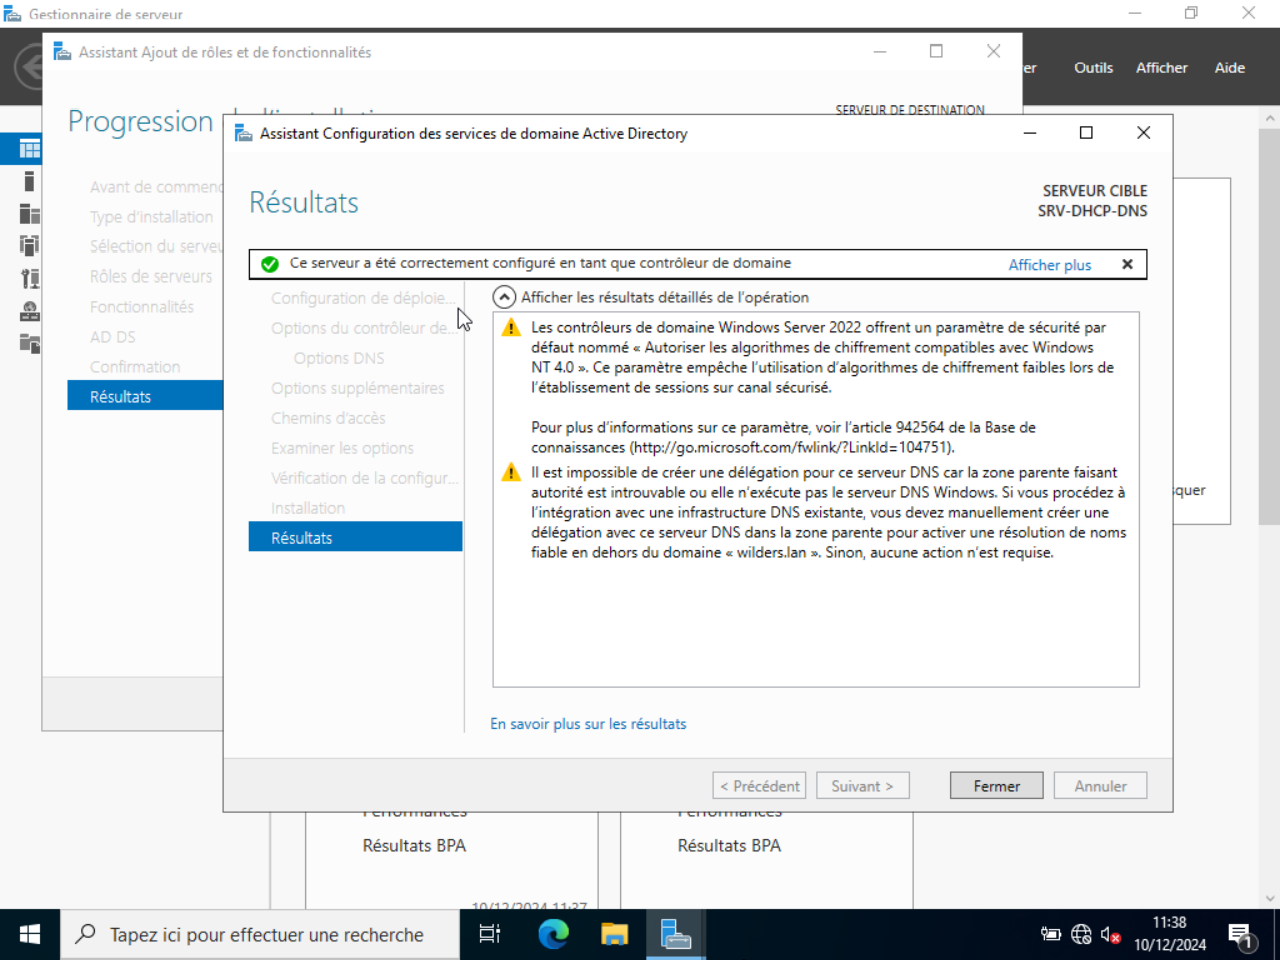 Gestionnaire de serveur
Assistant Ajout de rôles et de fonctionnalités
Outils
Afficher
Aide
Progression
SERVEUR DE DESTINATION
Avant de commenc
Type d'installation
Sélection du serveu
Rôles de serveurs
Fonctionnalités
AD DS
Confirmation
Résultats
Assistant Configuration des services de domaine Active Directory
Résultats
SERVEUR CIBLE
SRV-DHCP-DNS
Ce serveur a été correctement configuré en tant que contrôleur de domaine
Afficher plus
Configuration de déploie...
Options du contrôleur de...
Options DNS
Options supplémentaires
Chemins d'accès
Examiner les options
Vérification de la configur...
Installation
Résultats
Afficher les résultats détaillés de l'opération
Les contrôleurs de domaine Windows Server 2022 offrent un paramètre de sécurité par
défaut nommé « Autoriser les algorithmes de chiffrement compatibles avec Windows
NT 4.0 ». Ce paramètre empêche l'utilisation d'algorithmes de chiffrement faibles lors de
l'établissement de sessions sur canal sécurisé.
Pour plus d'informations sur ce paramètre, voir l'article 942564 de la Base de
connaissances (http://go.microsoft.com/fwlink/?LinkId=104751).
Il est impossible de créer une délégation pour ce serveur DNS car la zone parente faisant
autorité est introuvable ou elle n'exécute pas le serveur DNS Windows. Si vous procédez à
l'intégration avec une infrastructure DNS existante, vous devez manuellement créer une
délégation avec ce serveur DNS dans la zone parente pour activer une résolution de noms
fiable en dehors du domaine « wilders.lan ». Sinon, aucune action n'est requise.
En savoir plus sur les résultats
< Précédent
Suivant >
Fermer
Annuler
squer
Performances
Résultats BPA
10/12/2024 11:37
Performances
Résultats BPA
Tapez ici pour effectuer une recherche
11:38
10/12/2024
1